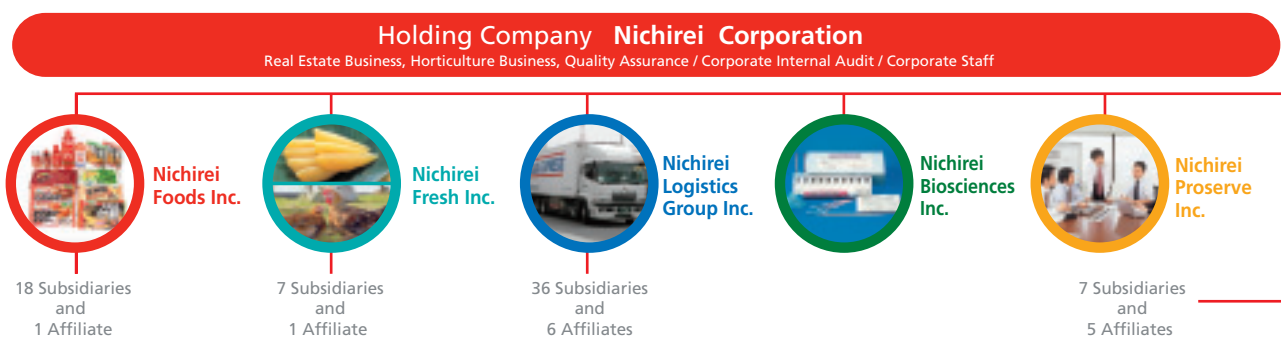 Holding Company Nichirei Corporation
Real Estate Business, Horticulture Business, Quality Assurance / Corporate Internal Audit / Corporate Staff
Nichirei
Foods Inc.
Nichirei
Fresh Inc.
Nichirei
Logistics
Group Inc.
Nichirei
Biosciences
Inc.
Nichirei
Proserve
Inc.
18 Subsidiaries
and
1 Affiliate
7 Subsidiaries
and
1 Affiliate
36 Subsidiaries
and
6 Affiliates
7 Subsidiaries
and
5 Affiliates